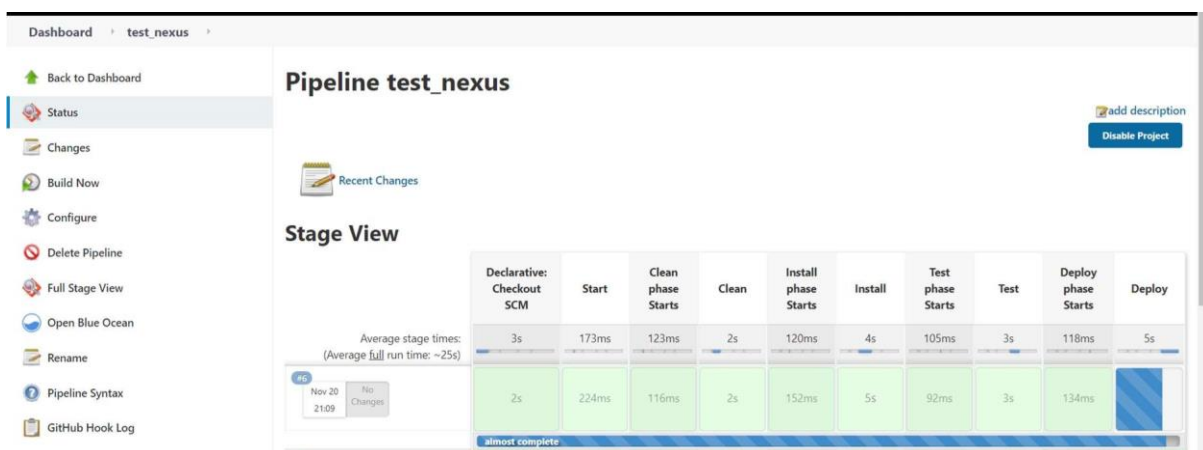 Dashboard test_nexus
Back to Dashboard
Status
Changes
Build Now
Configure
Delete Pipeline
Full Stage View
Open Blue Ocean
Rename
Pipeline Syntax
GitHub Hook Log
Pipeline test_nexus
add description
Disable Project
Recent Changes
Stage View
Declarative:
Checkout
SCM
Start
Clean
phase
Starts
Clean
Install
phase
Starts
Install
Test
phase
Starts
Test
Deploy
phase
Starts
Deploy
Average stage times:
(Average full run time: ~25s)
3s 173ms 123ms 2s 120ms 4s 105ms 3s 118ms 5s
#6
Nov 20
21:09
No
Changes
2s 224ms 116ms 2s 152ms 5s 92ms 3s 134ms
almost complete